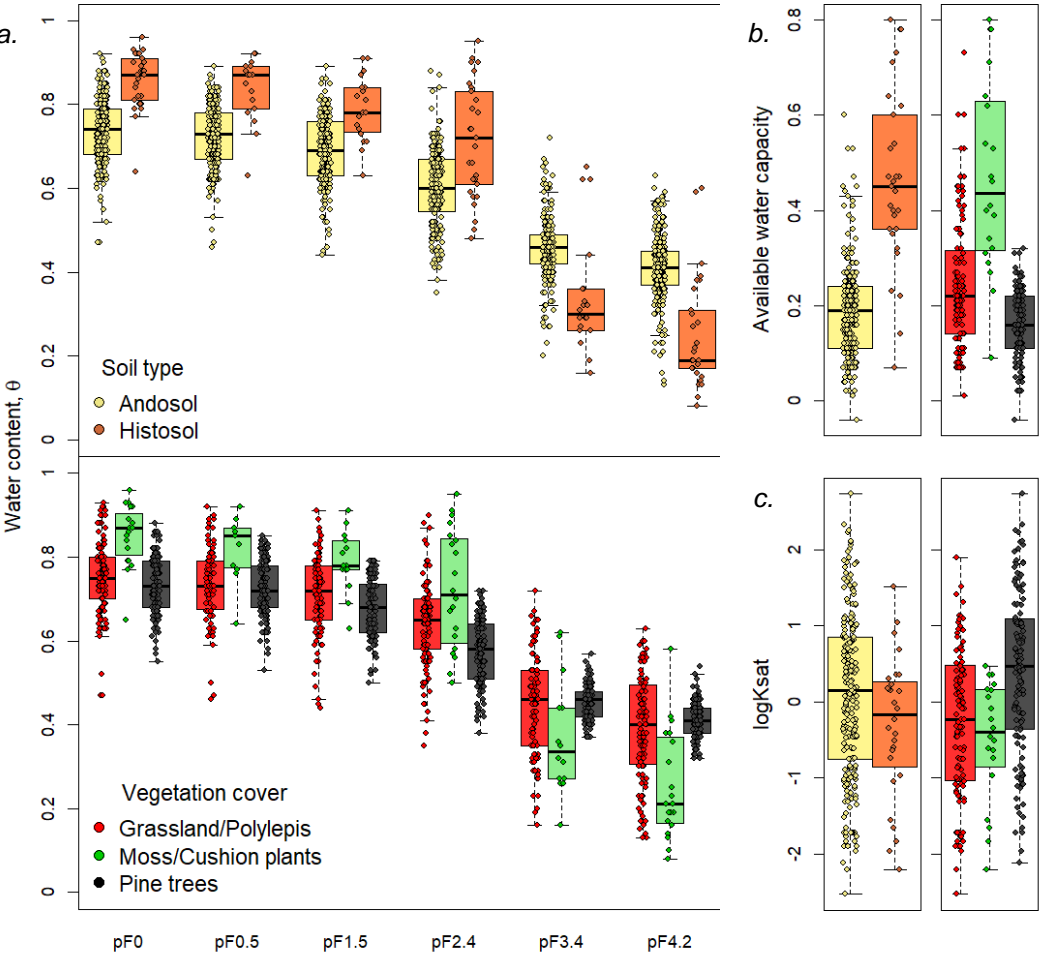 a.
Water content, θ
1
0.8
0.6
0.4
0.2
0
Soil type
Andosol
Histosol
1
0.8
0.6
0.4
0.2
0
Vegetation cover
Grassland/Polylepis
Moss/Cushion plants
Pine trees
pF0 pF0.5 pF1.5 pF2.4 pF3.4 pF4.2
b.
Available water capacity
0.8
0.6
0.4
0.2
0
c.
logKsat
2
1
0
-1
-2